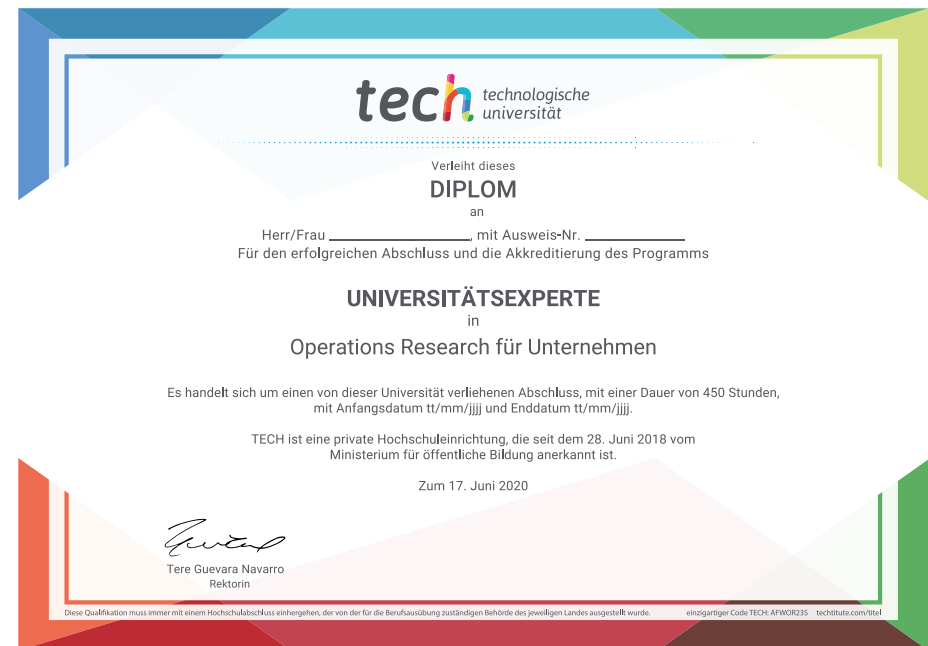 tech technologische
universität
Verleiht dieses
DIPLOM
an
Herr/Frau ____________, mit Ausweis-Nr. ____________
Für den erfolgreichen Abschluss und die Akkreditierung des Programms
UNIVERSITÄTSEXPERTE
in
Operations Research für Unternehmen
Es handelt sich um einen von dieser Universität verliehenen Abschluss, mit einer Dauer von 450 Stunden,
mit Anfangsdatum tt/mm/jjjj und Enddatum tt/mm/jjjj.
TECH ist eine private Hochschuleinrichtung, die seit dem 28. Juni 2018 vom
Ministerium für öffentliche Bildung anerkannt ist.
Zum 17. Juni 2020
Tere Guevara Navarro
Rektorin
Diese Qualifikation muss immer mit einem Hochschulabschluss einhergehen, der von der für die Berufsausübung zuständigen Behörde des jeweiligen Landes ausgestellt wurde. einzigartiger Code TECH: AFWOR23S techtitute.com/titel